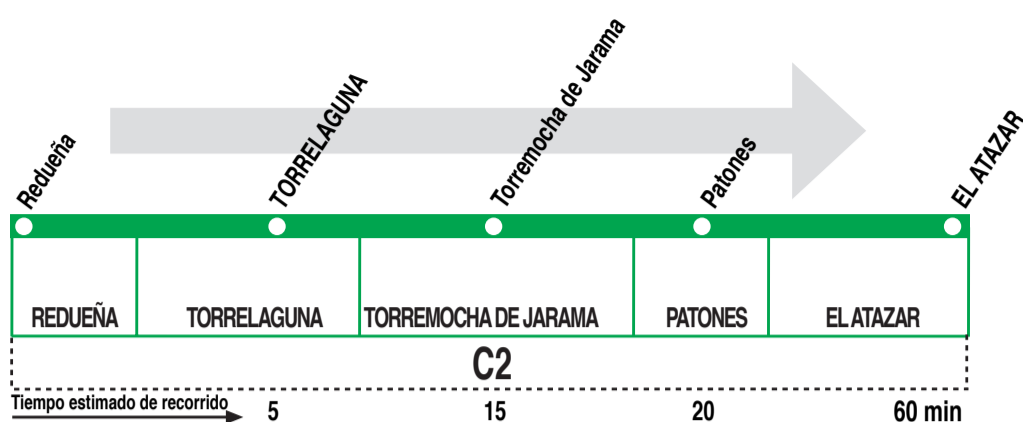 Redueña
TORRELAGUNA
Torremocha de Jarama
Patones
EL ATAZAR
REDUEÑA
TORRELAGUNA
TORREMOCHA DE JARAMA
PATONES
EL ATAZAR
C2
Tiempo estimado de recorrido
5
15
20
60 min